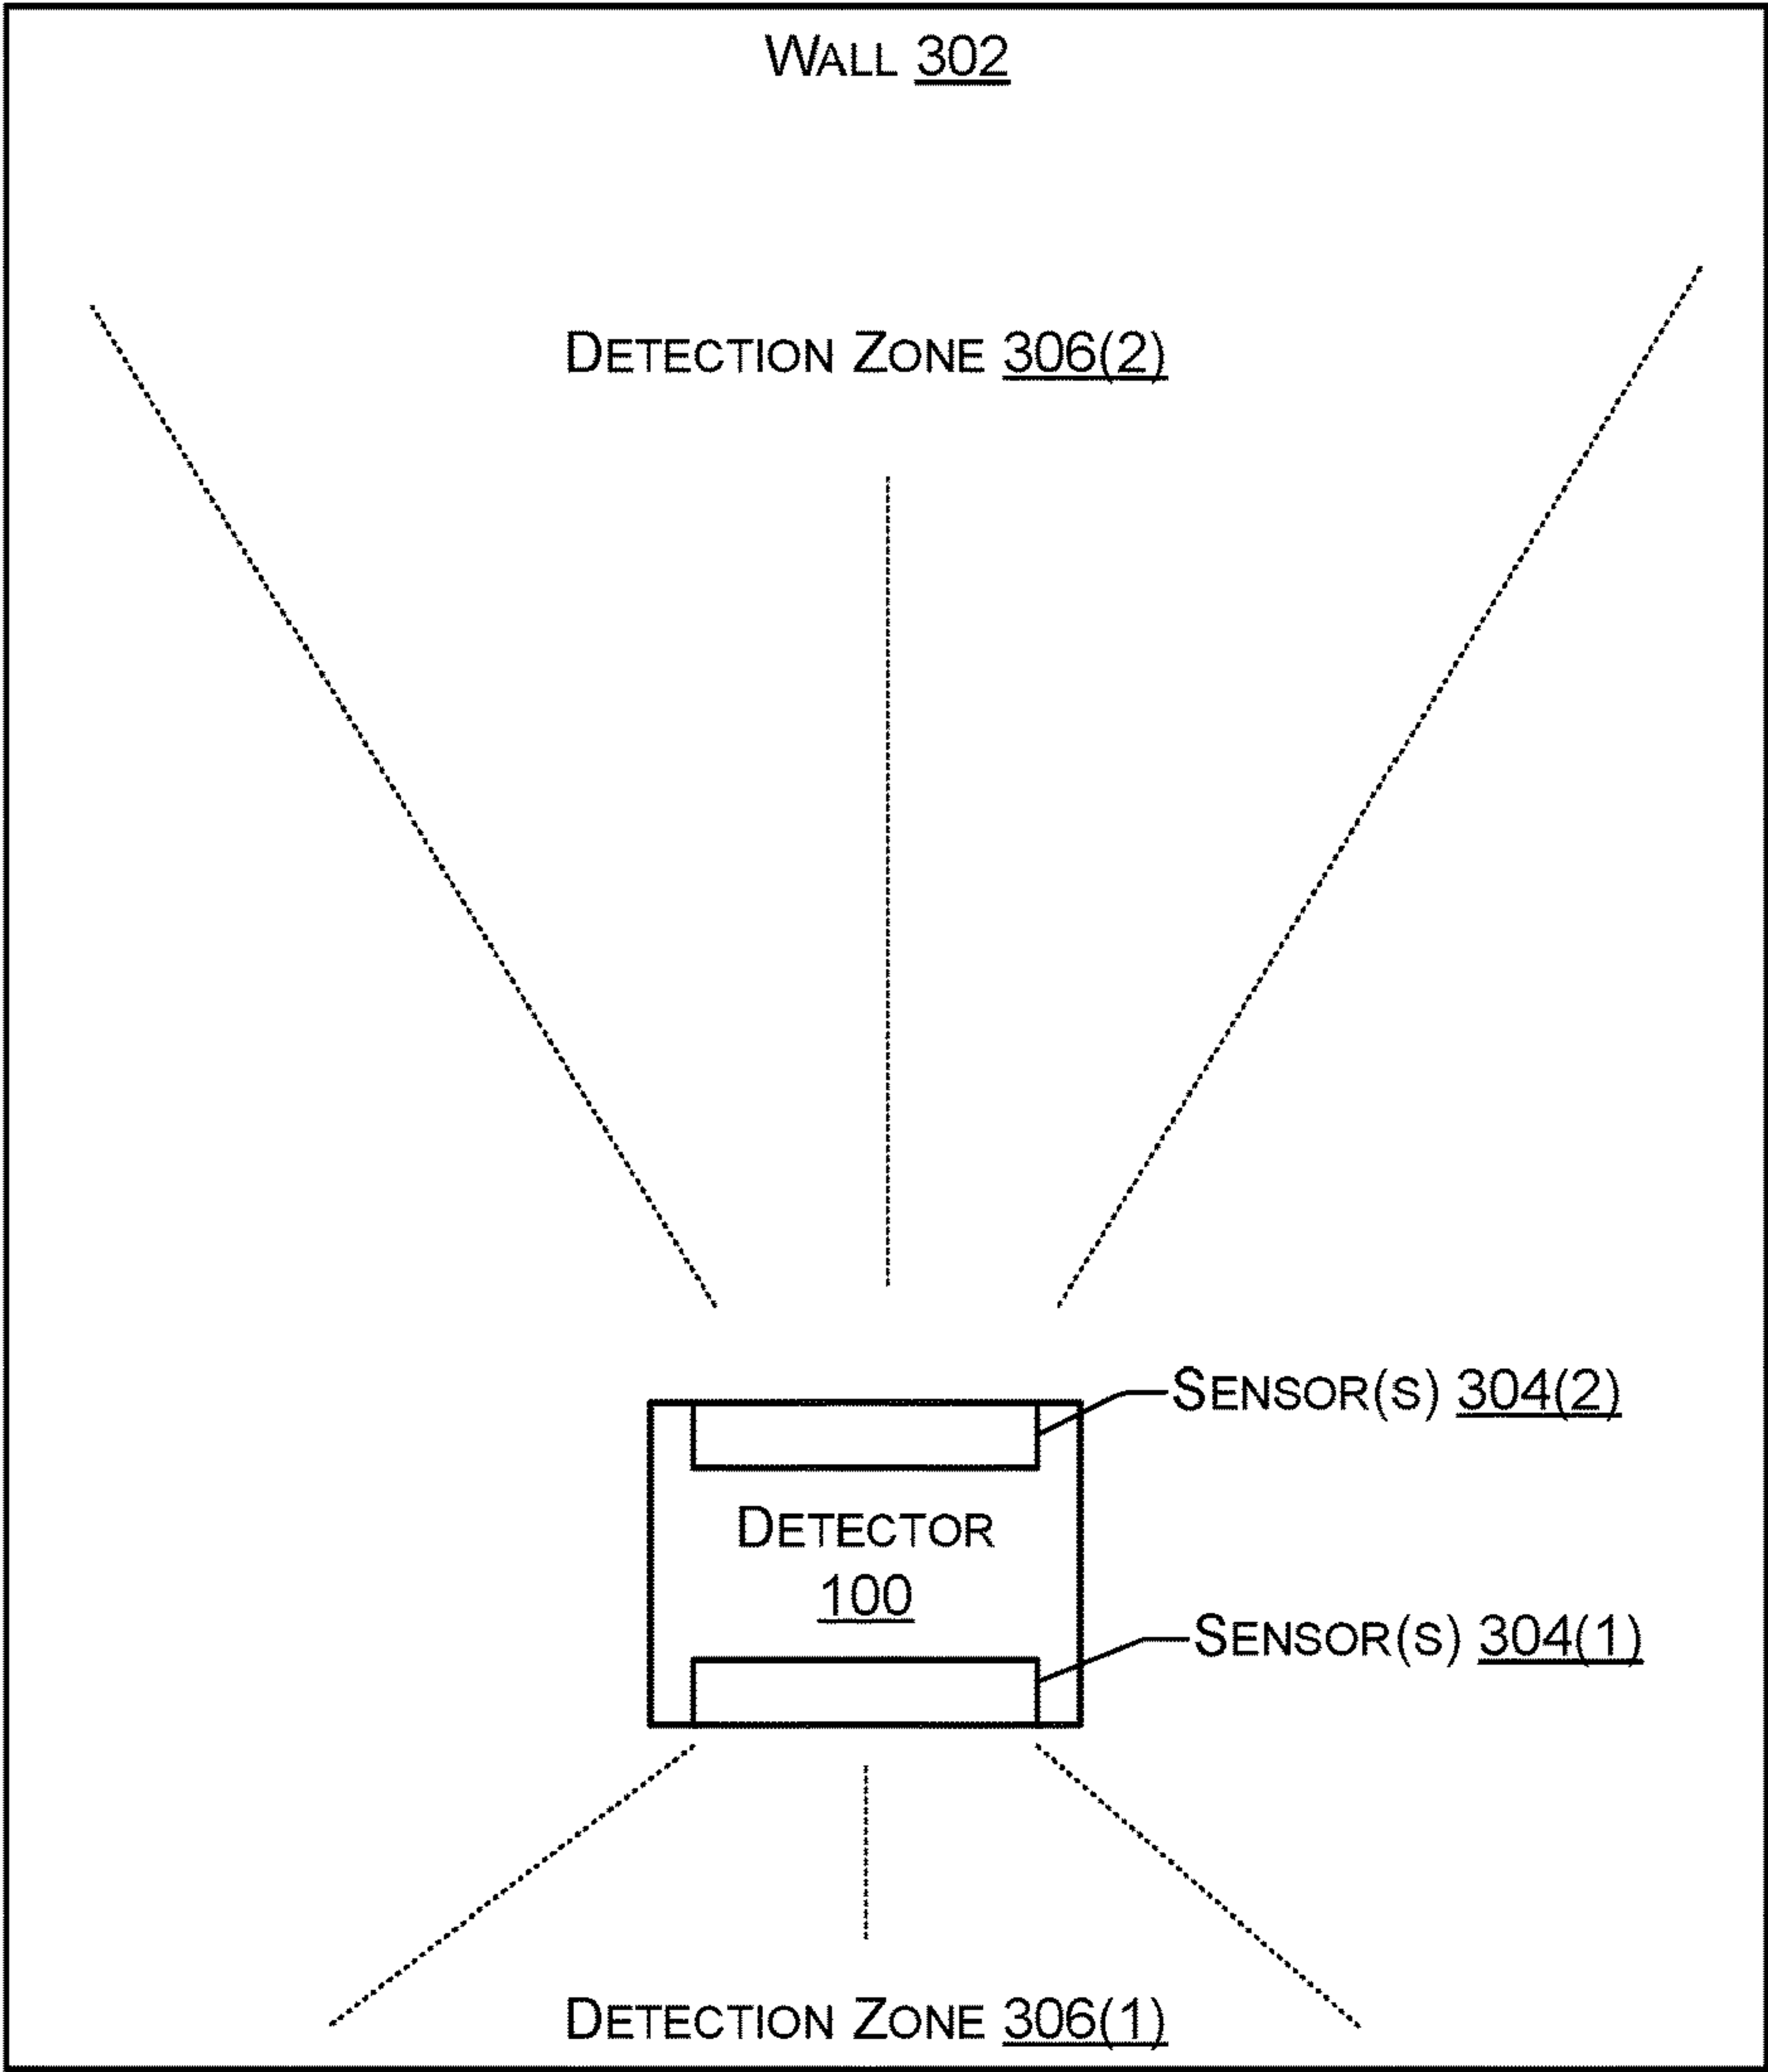 WALL 302
DETECTION ZONE 306(2)
SENSOR(S) 304(2)
DETECTOR
100
SENSOR(S) 304(1)
DETECTION ZONE 306(1)